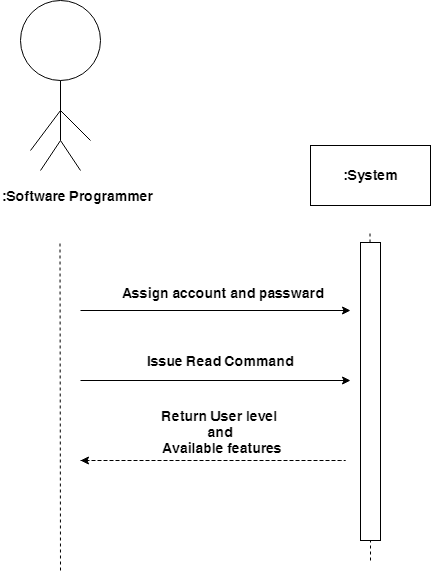 :Software Programmer
:System
Assign account and passward
Issue Read Command
Return User level
and
Available features